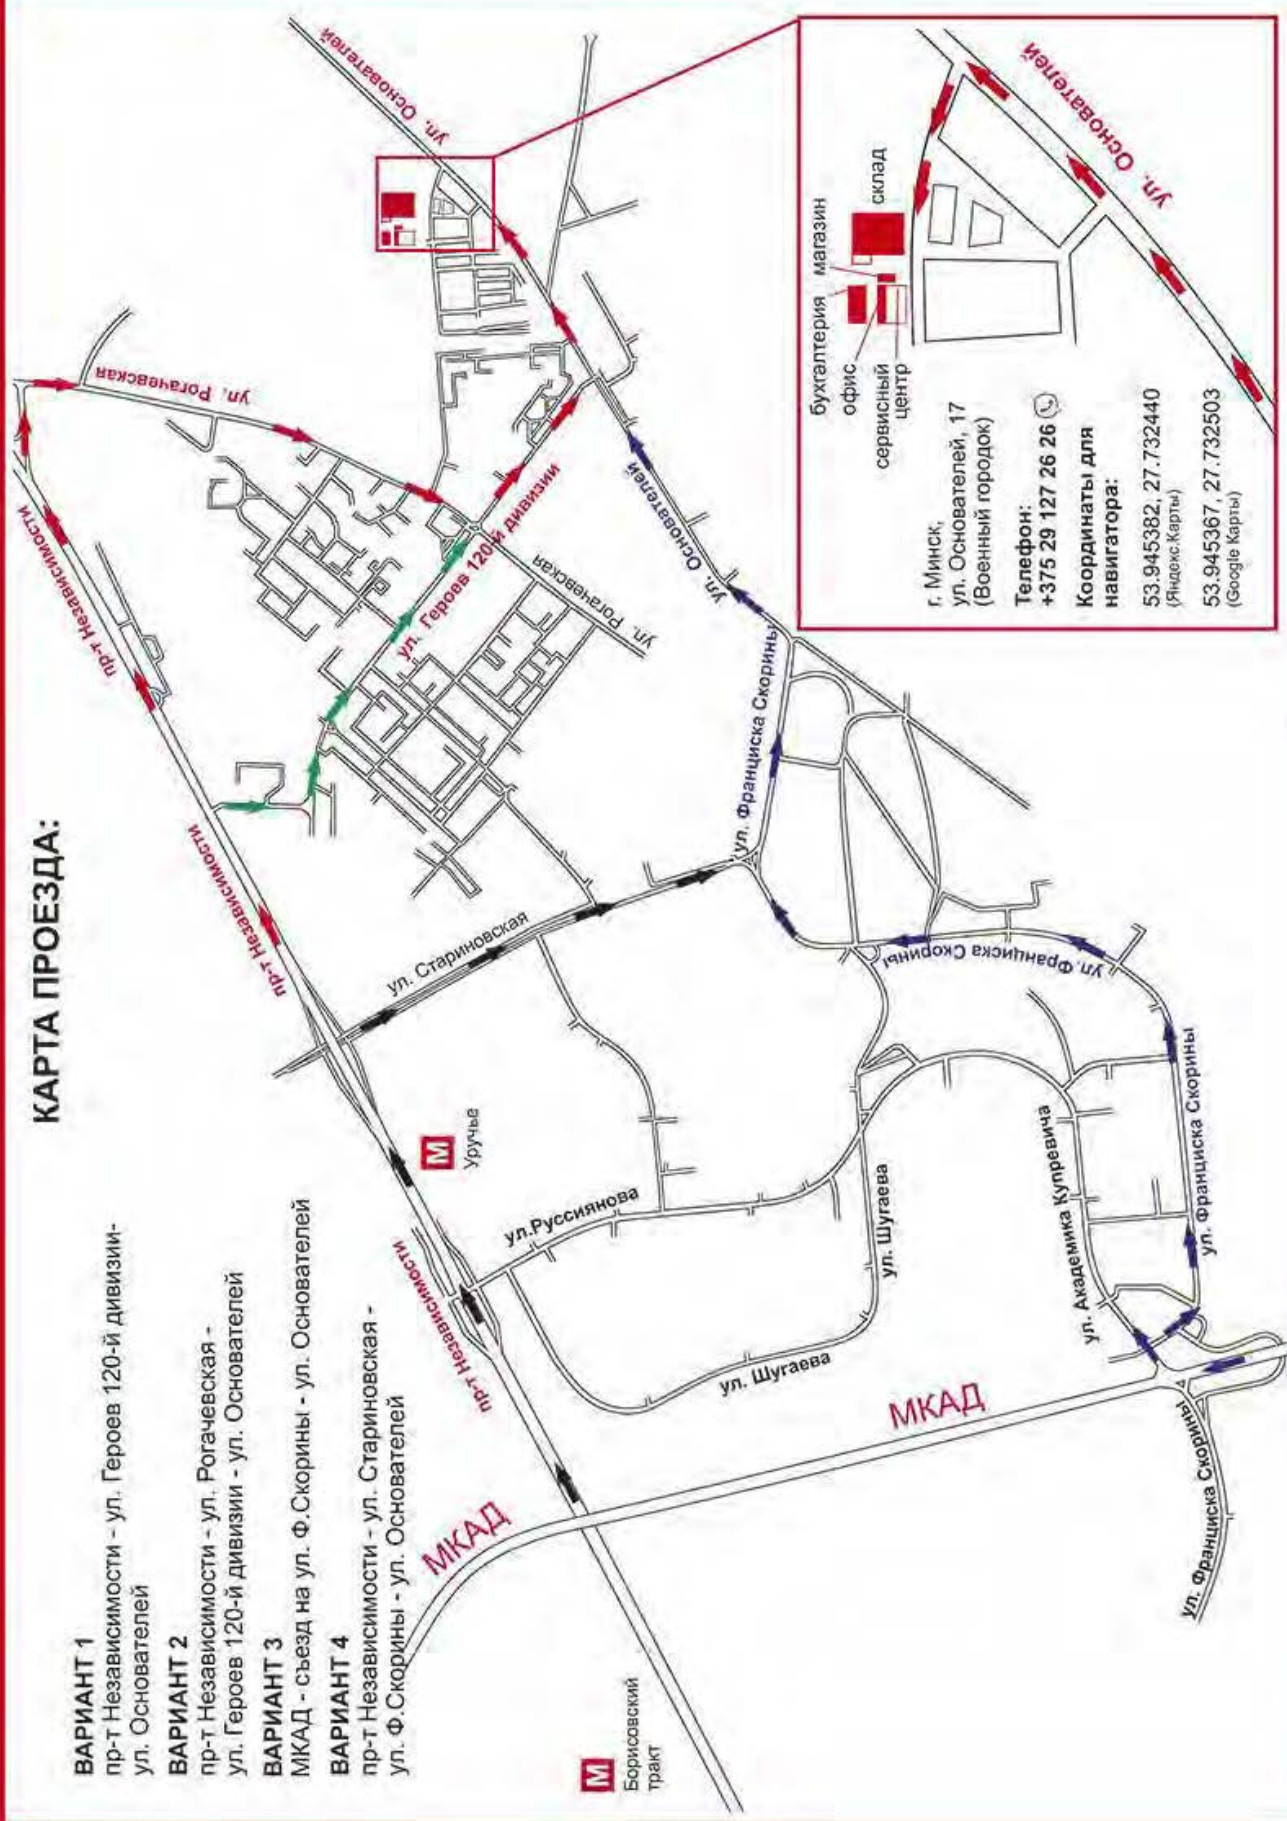 КАРТА ПРОЕЗДА:
ВАРИАНТ 1
пр-т Независимости - ул. Героев 120-й дивизии-
ул. Основателей
ВАРИАНТ 2
пр-т Независимости - ул. Рогачевская -
ул. Героев 120-й дивизии - ул. Основателей
ВАРИАНТ 3
МКАД - съезд на ул. Ф.Скорины - ул. Основателей
ВАРИАНТ 4
пр-т Независимости - ул. Стариновская -
ул. Ф.Скорины - ул. Основателей
М
Борисовский
тракт
МКАД
МКАД
пр-т Независимости
М
Уручье
ул.Руссиянова
ул. Шугаева
ул. Шугаева
ул. Академика Купревича
ул. Франциска Скорины
ул. Франциска Скорины
ул. Франциска Скорины
ул. Франциска Скорины
ул. Стариновская
пр-т Независимости
пр-т Независимости
ул. Рогачевская
ул. Рогачевская
ул. Героев 120-й дивизии
ул. Основателей
ул. Основателей
бухгалтерия
магазин
офис
склад
сервисный
центр
ул. Основателей
г. Минск,
ул. Основателей, 17
(Военный городок)
Телефон:
+375 29 127 26 26
Координаты для
навигатора:
53.945382, 27.732440
(Яндекс.Карты)
53.945367, 27.732503
(Google Карты)